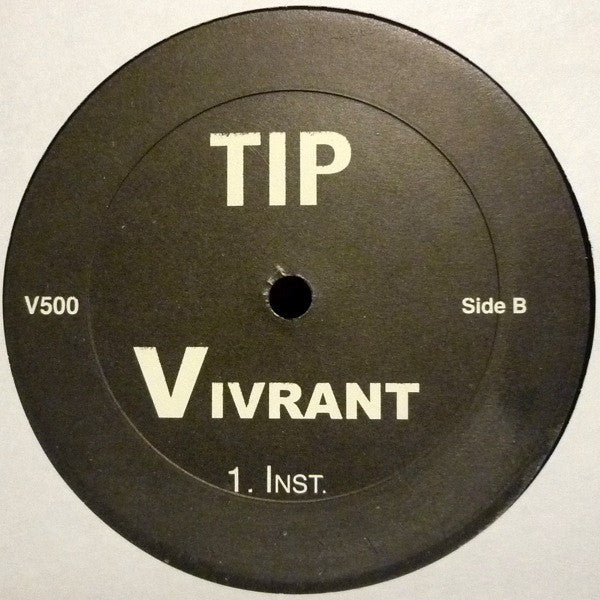 TIP
V500
Side B
VIVRANT
1. INST.